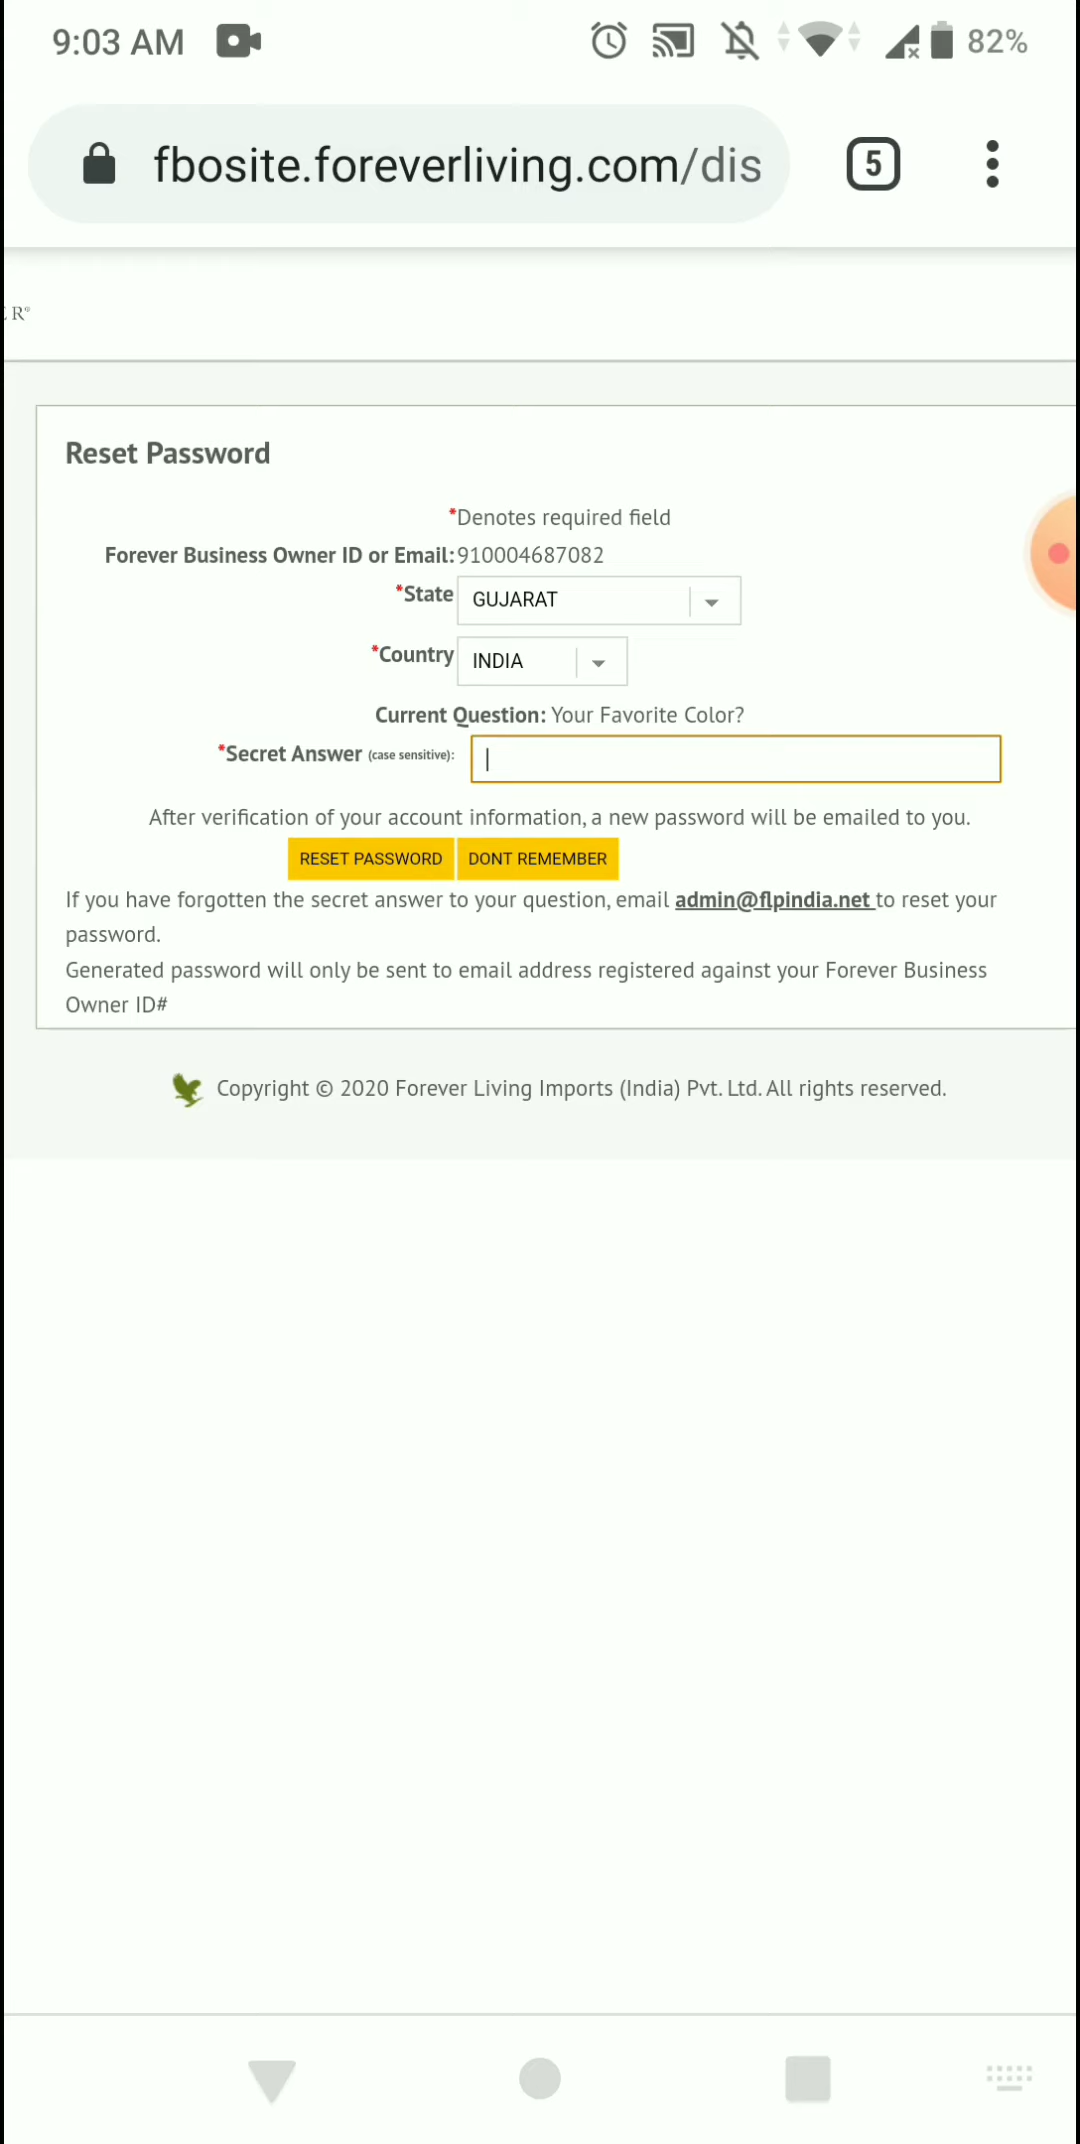 9:03 AM 82%
fbosite.foreverliving.com/dis 5
R®
Reset Password
*Denotes required field
Forever Business Owner ID or Email: 910004687082
*State GUJARAT
*Country INDIA
Current Question: Your Favorite Color?
*Secret Answer (case sensitive):
After verification of your account information, a new password will be emailed to you.
RESET PASSWORD DONT REMEMBER
If you have forgotten the secret answer to your question, email admin@flpindia.net to reset your
password.
Generated password will only be sent to email address registered against your Forever Business
Owner ID#
Copyright © 2020 Forever Living Imports (India) Pvt. Ltd. All rights reserved.